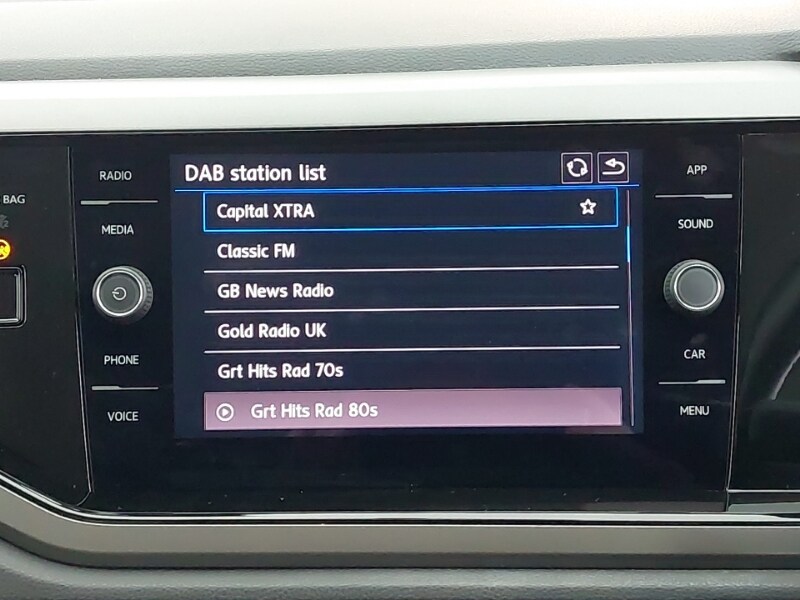 DAB station list
Capital XTRA
Classic FM
GB News Radio
Gold Radio UK
Grt Hits Rad 70s
Grt Hits Rad 80s
RADIO
MEDIA
PHONE
VOICE
APP
SOUND
CAR
MENU
BAG